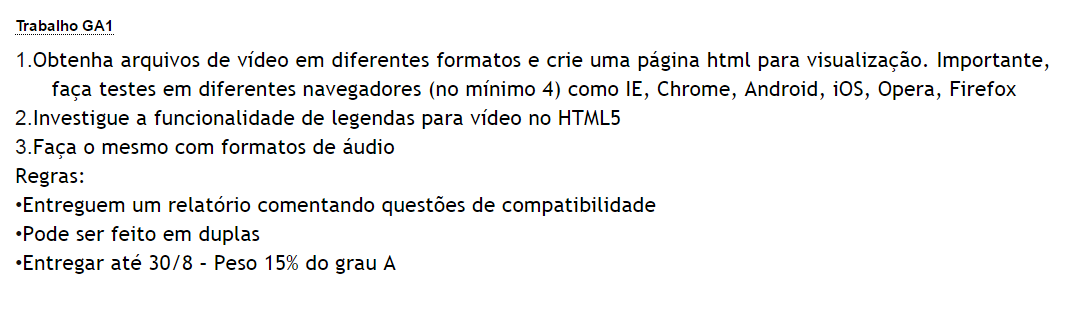 Trabalho GA1
1.Obtenha arquivos de vídeo em diferentes formatos e crie uma página html para visualização. Importante,
faça testes em diferentes navegadores (no mínimo 4) como IE, Chrome, Android, iOS, Opera, Firefox
2.Investigue a funcionalidade de legendas para vídeo no HTML5
3.Faça o mesmo com formatos de áudio
Regras:
•Entreguem um relatório comentando questões de compatibilidade
•Pode ser feito em duplas
•Entregar até 30/8 - Peso 15% do grau A